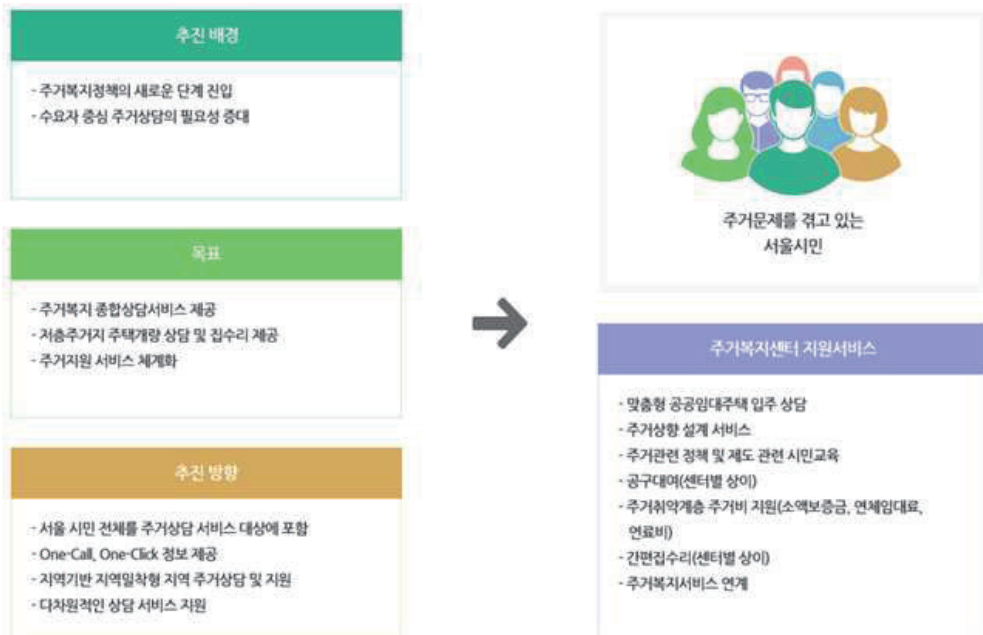 추진 배경
- 주거복지정책의 새로운 단계 진입
- 수요자 중심 주거상담의 필요성 증대
목표
- 주거복지 종합상담서비스 제공
- 저층주거지 주택개량 상담 및 집수리 제공
- 주거지원 서비스 체계화
추진 방향
- 서울 시민 전체를 주거상담 서비스 대상에 포함
- One-Call, One-Click 정보 제공
- 지역기반 지역밀착형 지역 주거상담 및 지원
- 다차원적인 상담 서비스 지원
주거문제를 겪고 있는
서울시민
주거복지센터 지원서비스
- 맞춤형 공공임대주택 입주 상담
- 주거상향 설계 서비스
- 주거관련 정책 및 제도 관련 시민교육
- 공구대여(센터별 상이)
- 주거취약계층 주거비 지원(소액보증금, 연체임대료,
연료비)
- 간편집수리(센터별 상이)
- 주거복지서비스 연계